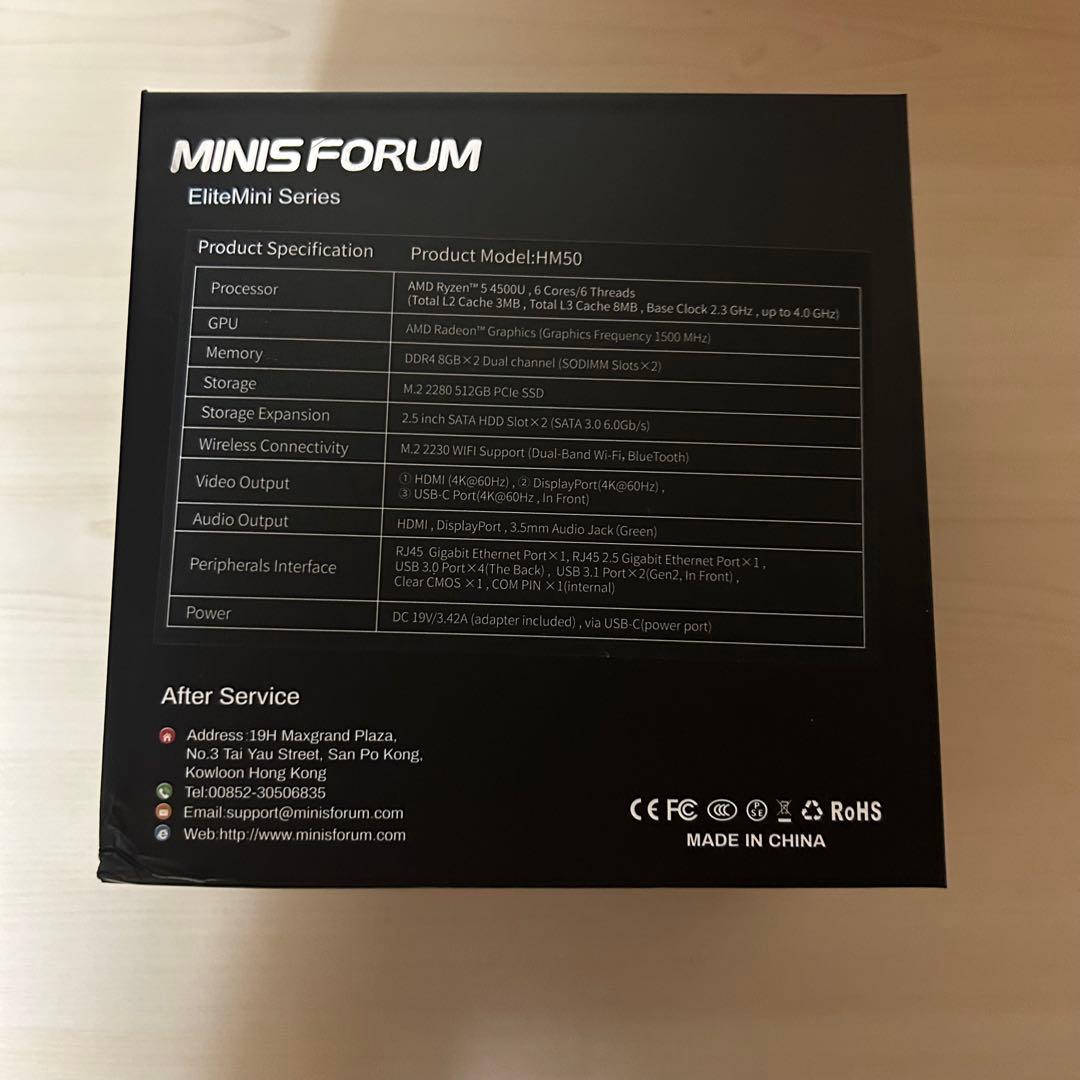 MINISFORUM
EliteMini Series
Product Specification Product Model:HM50
Processor
AMD Ryzen™ 5 4500U , 6 Cores/6 Threads
(Total L2 Cache 3MB , Total L3 Cache 8MB , Base Clock 2.3 GHz , up to 4.0 GHz)
GPU
AMD Radeon™ Graphics (Graphics Frequency 1500 MHz)
Memory
DDR4 8GB×2 Dual channel (SODIMM Slots×2)
Storage
M.2 2280 512GB PCIe SSD
Storage Expansion
2.5 inch SATA HDD Slot×2 (SATA 3.0 6.0Gb/s)
Wireless Connectivity
M.2 2230 WIFI Support (Dual-Band Wi-Fi, BlueTooth)
Video Output
① HDMI (4K@60Hz) , ② DisplayPort(4K@60Hz) ,
③ USB-C Port(4K@60Hz , In Front)
Audio Output
HDMI , DisplayPort , 3.5mm Audio Jack (Green)
Peripherals Interface
RJ45 Gigabit Ethernet Port×1, RJ45 2.5 Gigabit Ethernet Port×1 ,
USB 3.0 Port×4(The Back) , USB 3.1 Port×2(Gen2, In Front) ,
Clear CMOS ×1 , COM PIN ×1(internal)
Power
DC 19V/3.42A (adapter included) , via USB-C(power port)
After Service
Address:19H Maxgrand Plaza,
No.3 Tai Yau Street, San Po Kong,
Kowloon Hong Kong
Tel:00852-30506835
Email:support@minisforum.com
Web:http://www.minisforum.com
CE FC CCC PSE RoHS
MADE IN CHINA